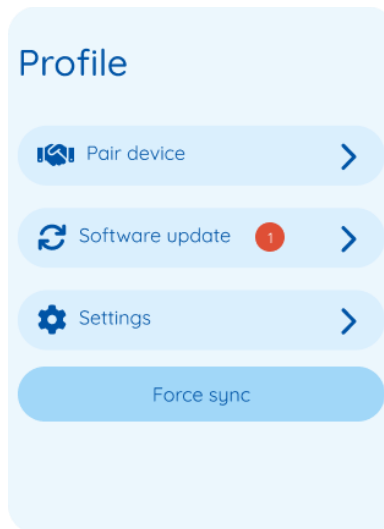 Profile
Pair device
Software update 1
Settings
Force sync